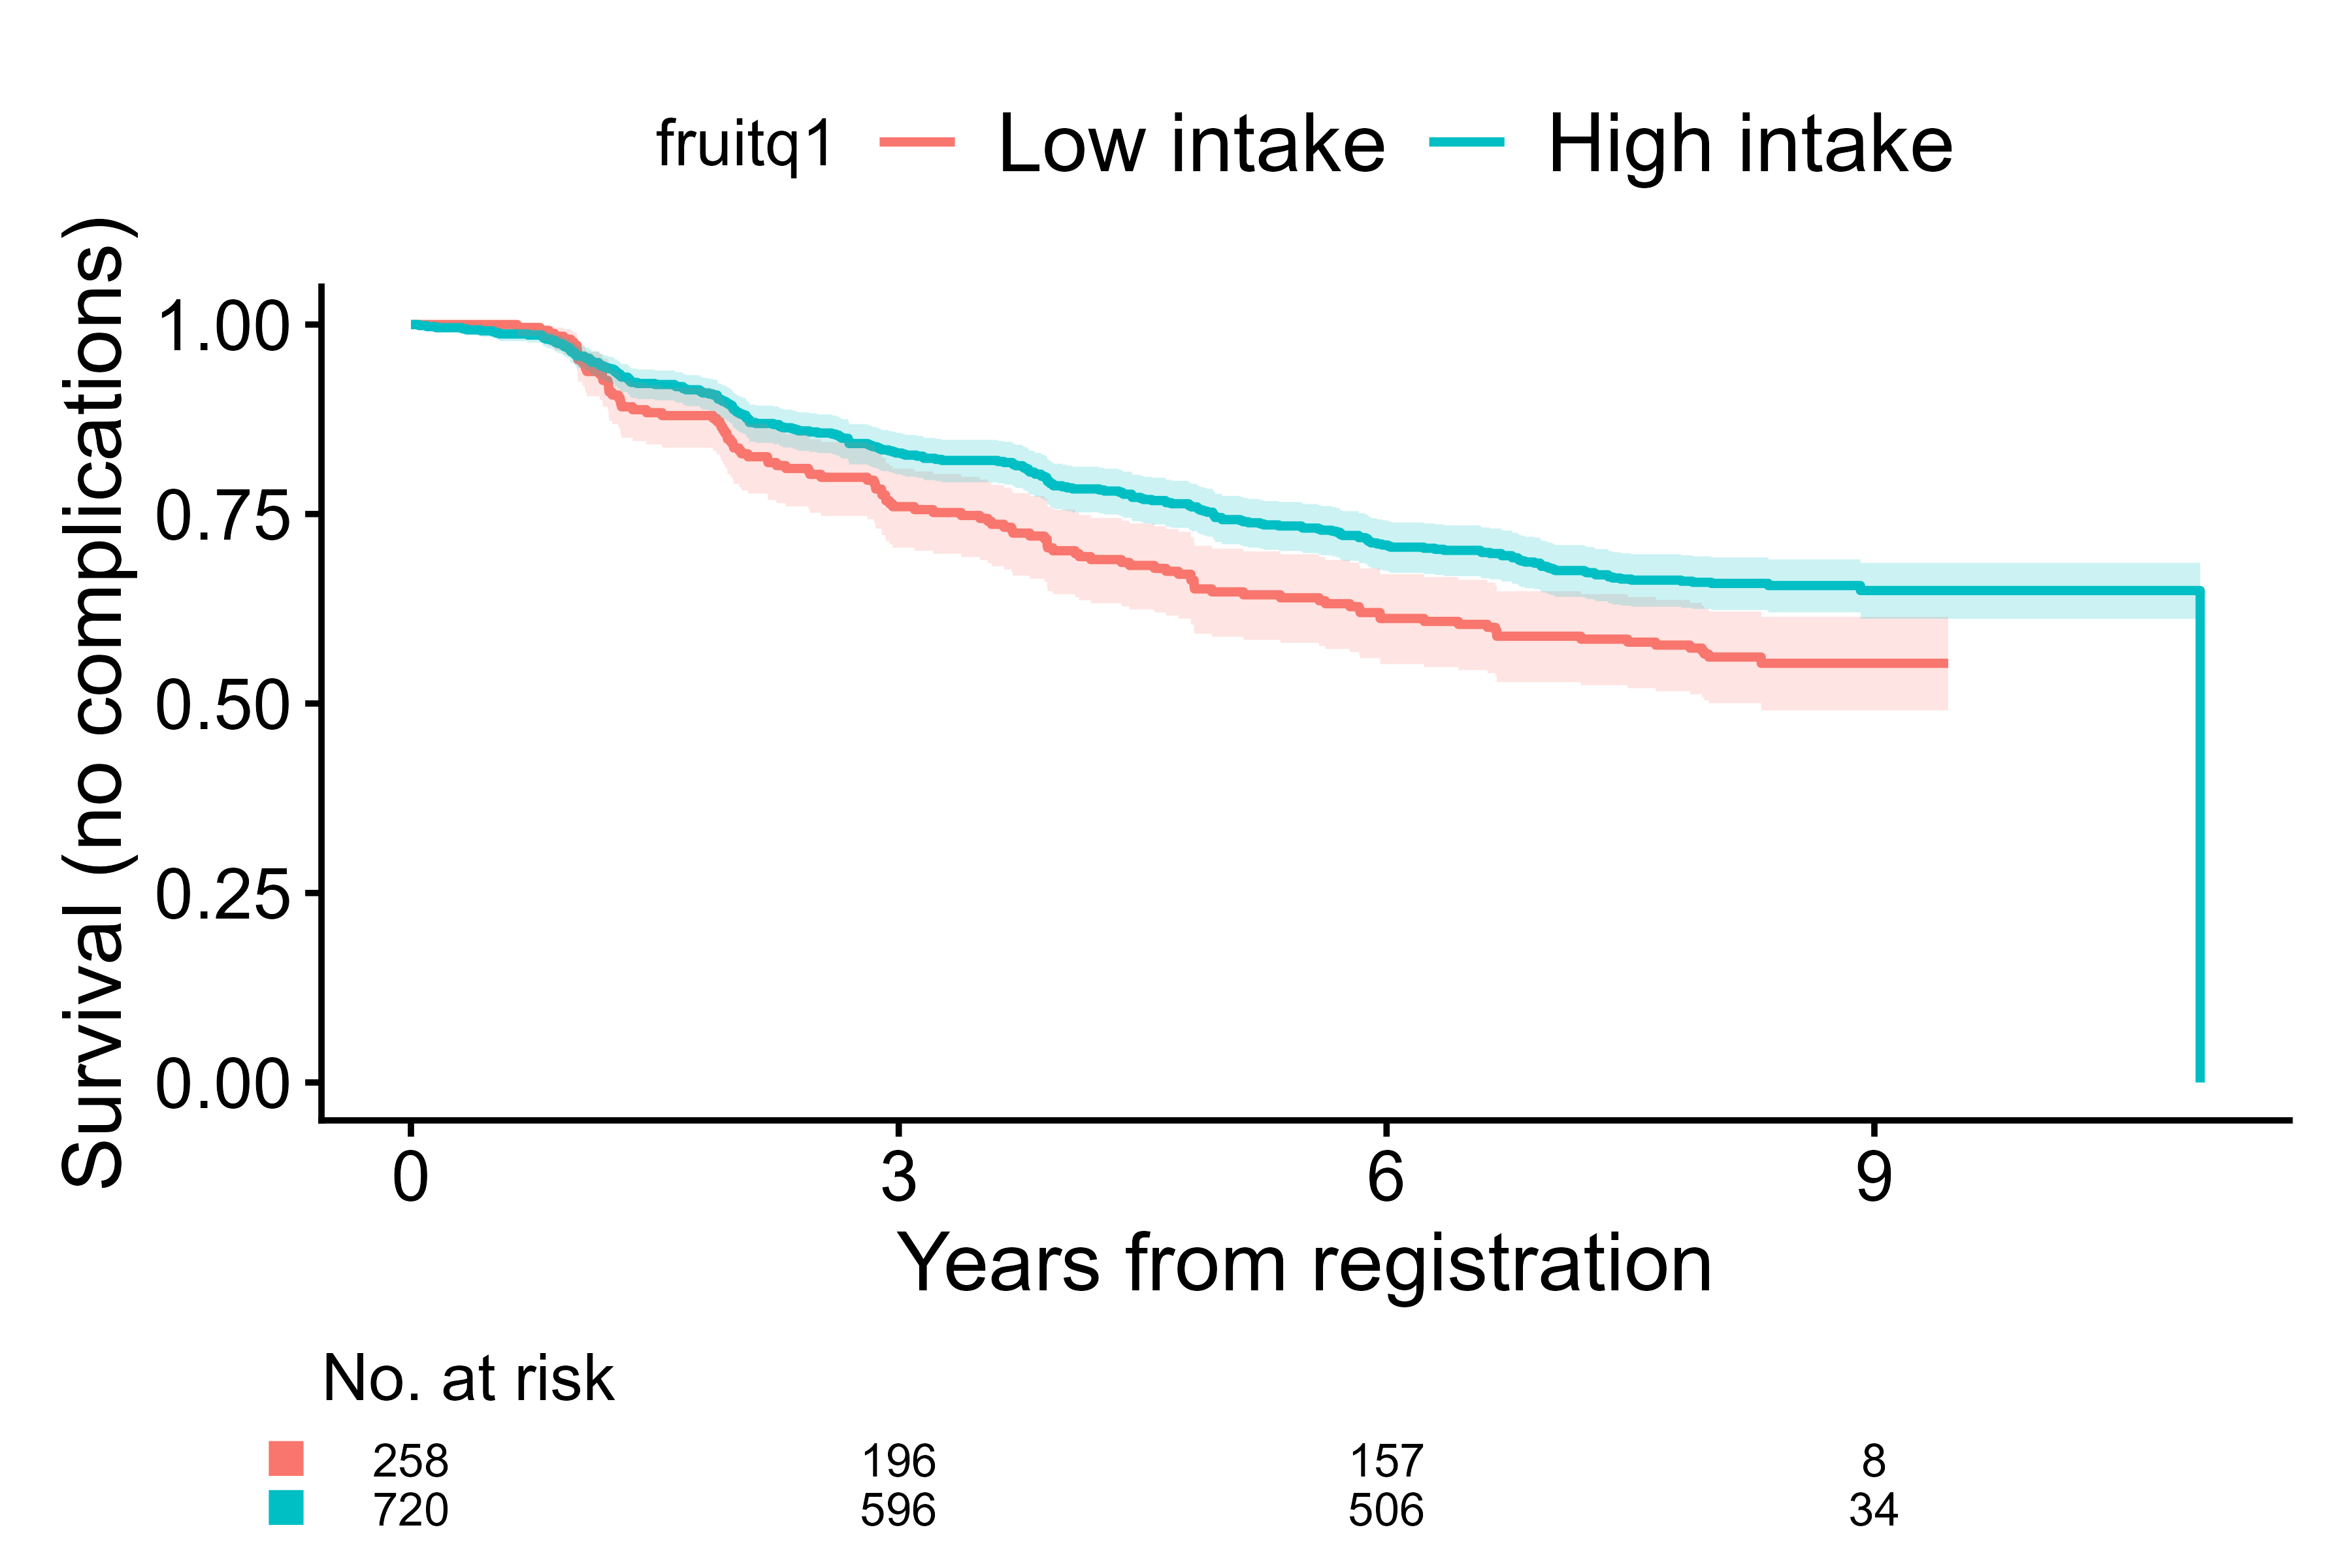 fruitq1 Low intake High intake
Survival (no complications)
1.00
0.75
0.50
0.25
0.00
0 3 6 9
Years from registration
No. at risk
258 196 157 8
720 596 506 34